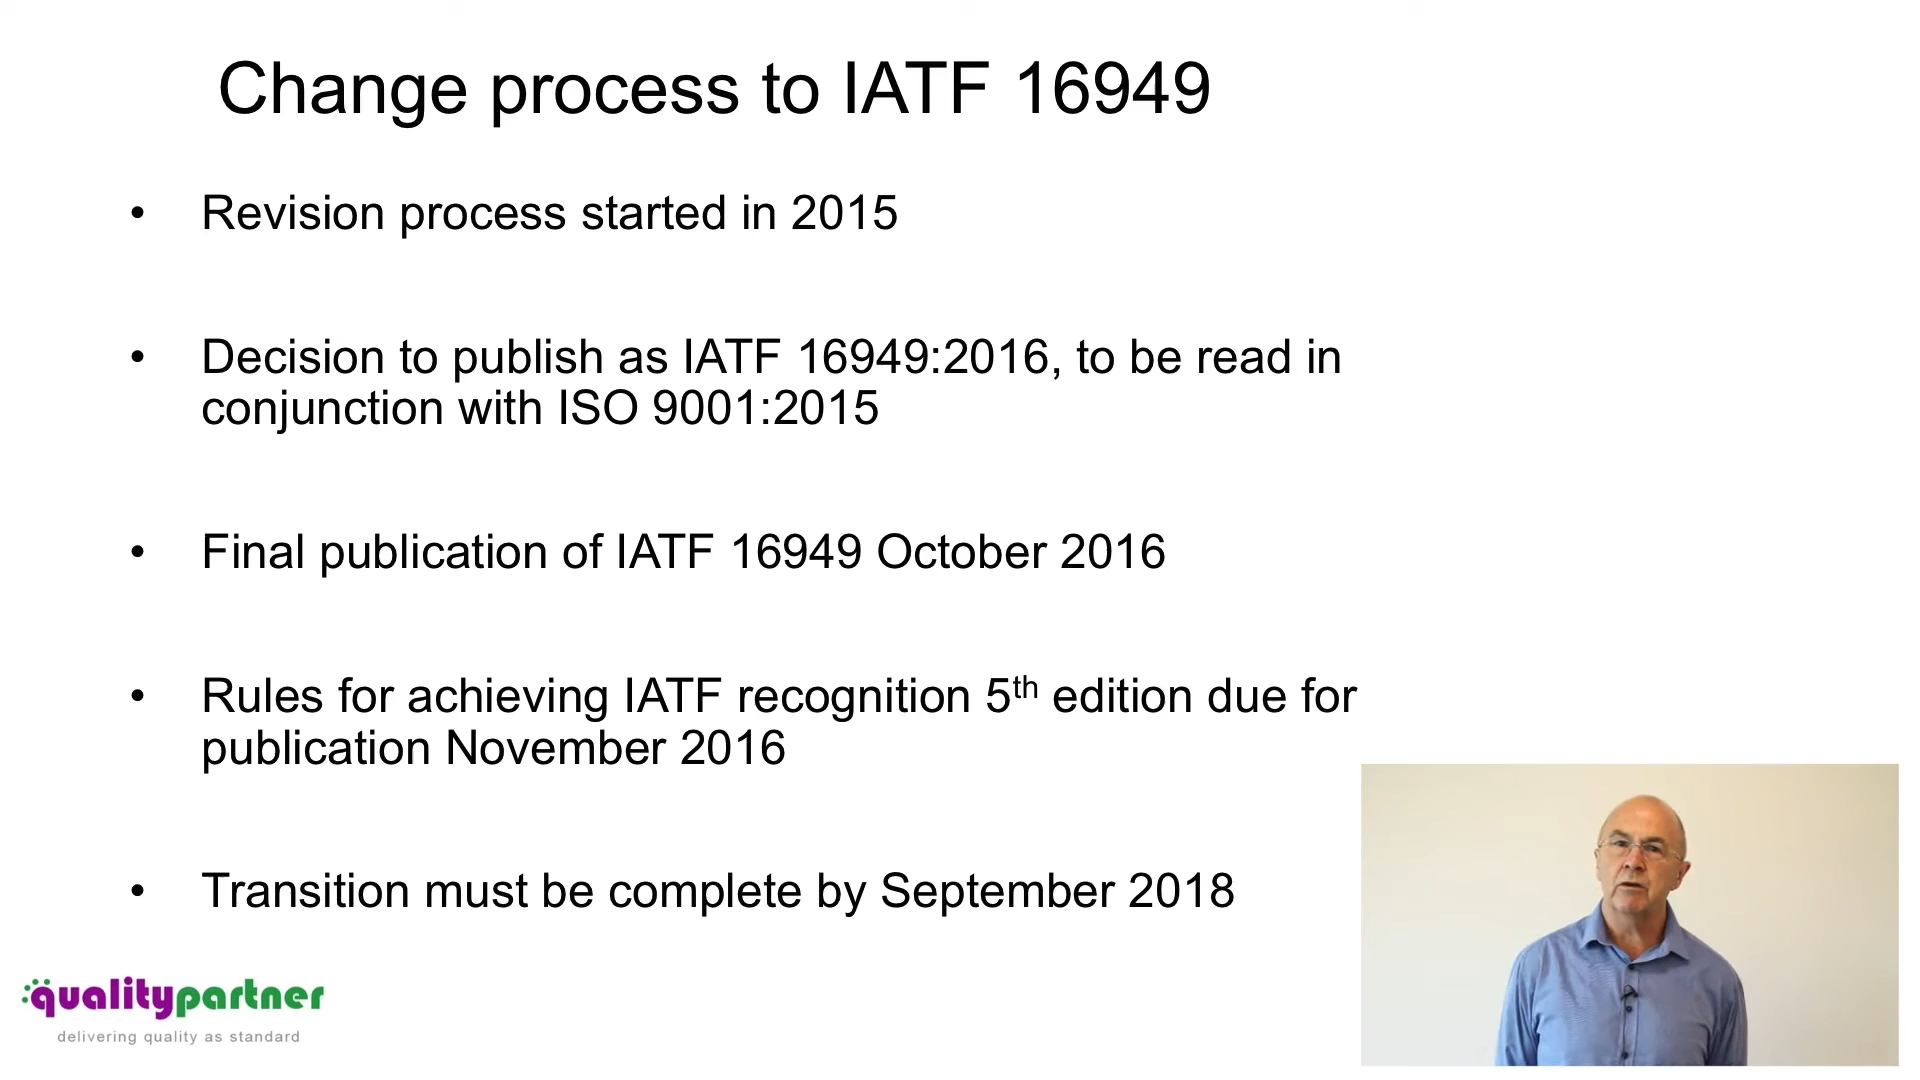 Change process to IATF 16949
• Revision process started in 2015
• Decision to publish as IATF 16949:2016, to be read in
conjunction with ISO 9001:2015
• Final publication of IATF 16949 October 2016
• Rules for achieving IATF recognition 5th edition due for
publication November 2016
• Transition must be complete by September 2018
qualitypartner
delivering quality as standard